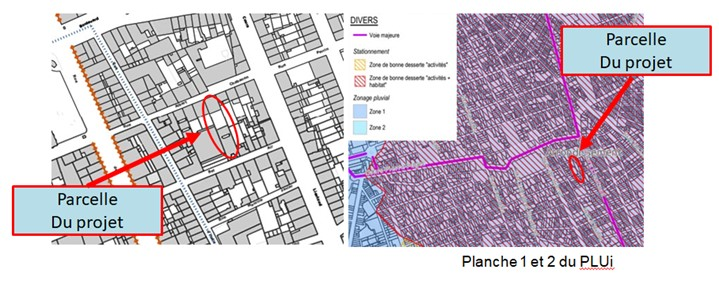 Parcelle
Du projet
DIVERS
Voie majeure
Stationnement
Zone de bonne desserte "activités"
Zone de bonne desserte "activités +
habitat"
Zonage pluvial
Zone 1
Zone 2
Parcelle
Du projet
Planche 1 et 2 du PLUi